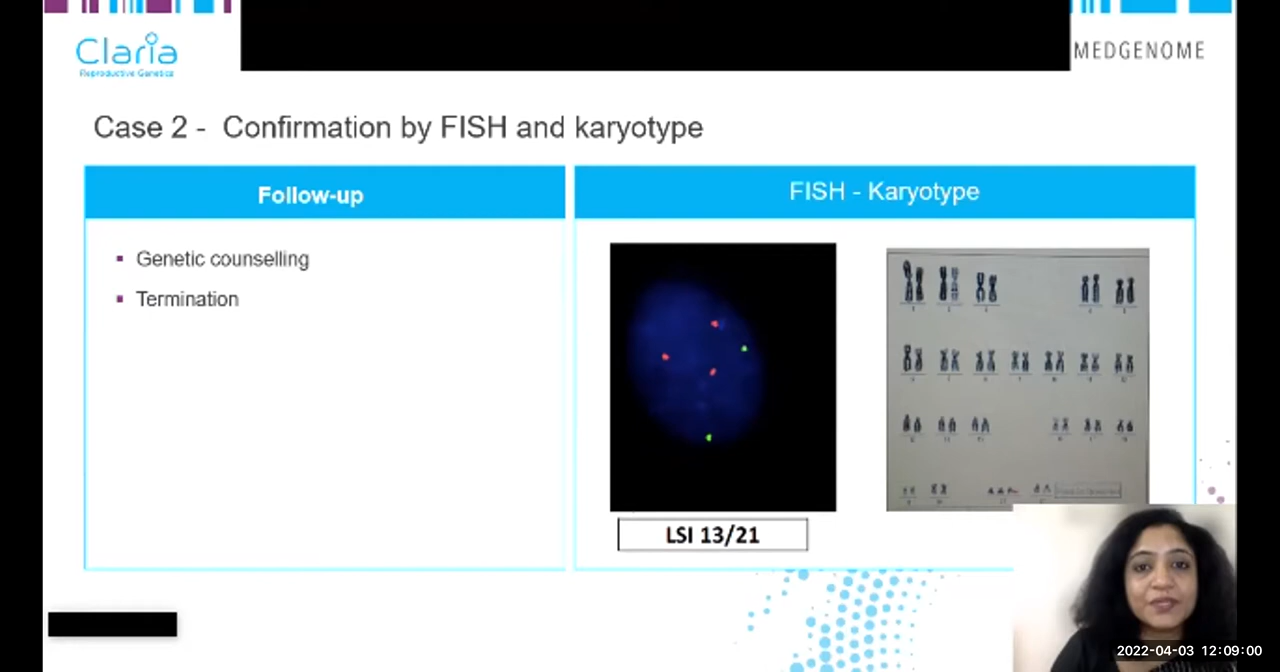 Claria
Reproductive Genetics
MEDGENOME
Case 2 - Confirmation by FISH and karyotype
Follow-up
FISH - Karyotype
▪ Genetic counselling
▪ Termination
LSI 13/21
2022-04-03 12:09:00